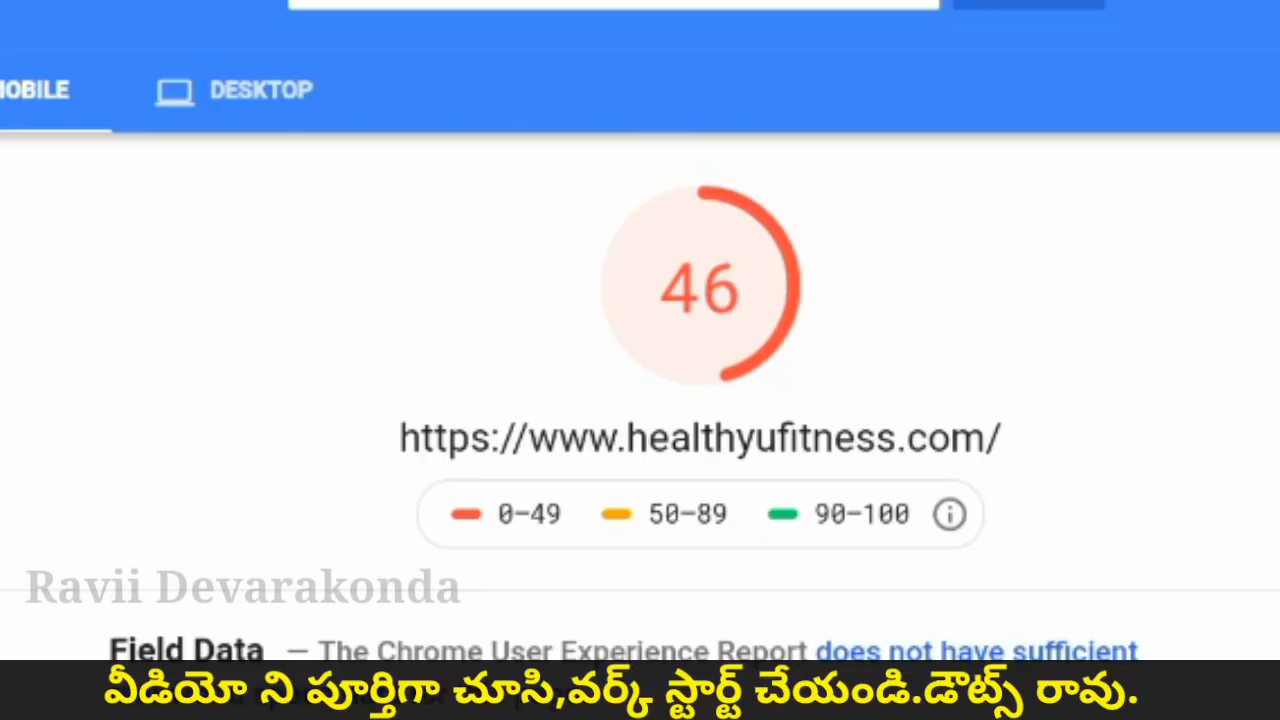 MOBILE DESKTOP
46
https://www.healthyufitness.com/
0–49 50–89 90–100
Ravii Devarakonda
Field Data — The Chrome User Experience Report does not have sufficient
వీడియో ని పూర్తిగా చూసి,వర్క్ స్టార్ట్ చేయండి.డౌట్స్ రావు.